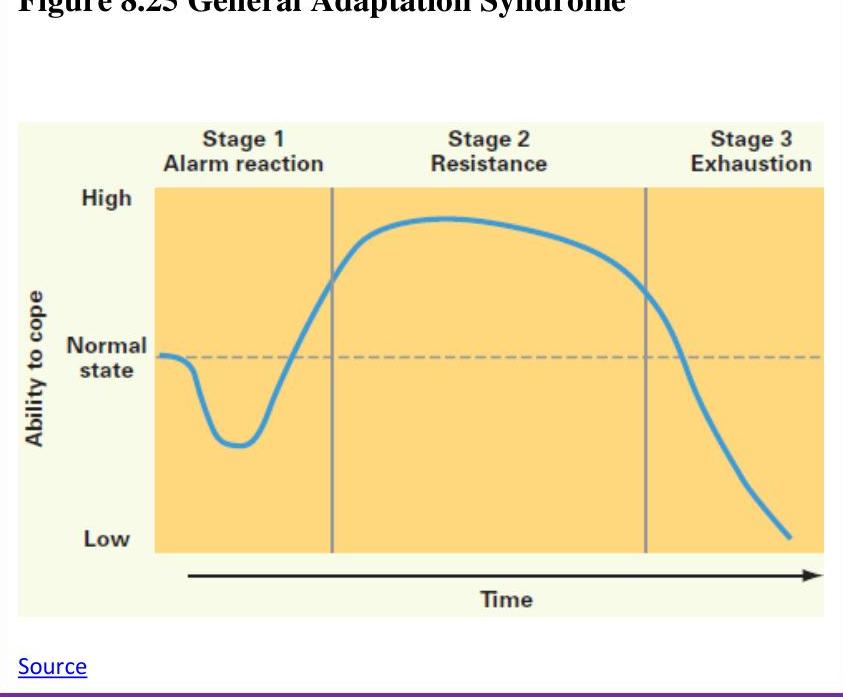 Figure 8.25 General Adaptation Syndrome
Stage 1
Alarm reaction
Stage 2
Resistance
Stage 3
Exhaustion
High
Ability to cope
Normal
state
Low
Time
Source